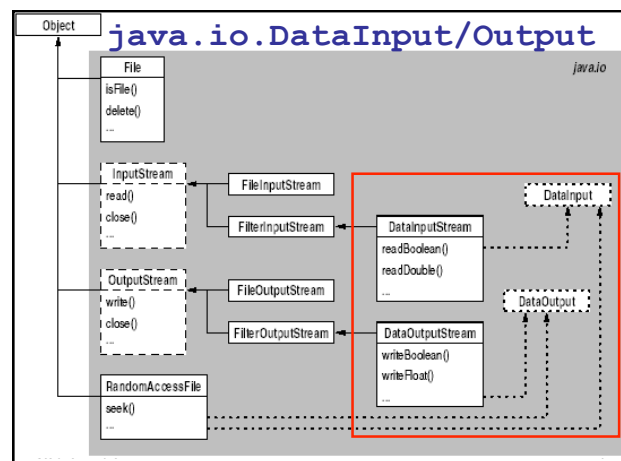 Object
java.io.DataInput/Output
java.io
File
isFile()
delete()
...
InputStream
read()
close()
...
FileInputStream
FilterInputStream
DataInputStream
readBoolean()
readDouble()
...
DataInput
OutputStream
write()
close()
...
FileOutputStream
FilterOutputStream
DataOutputStream
writeBoolean()
writeFloat()
...
DataOutput
RandomAccessFile
seek()
...